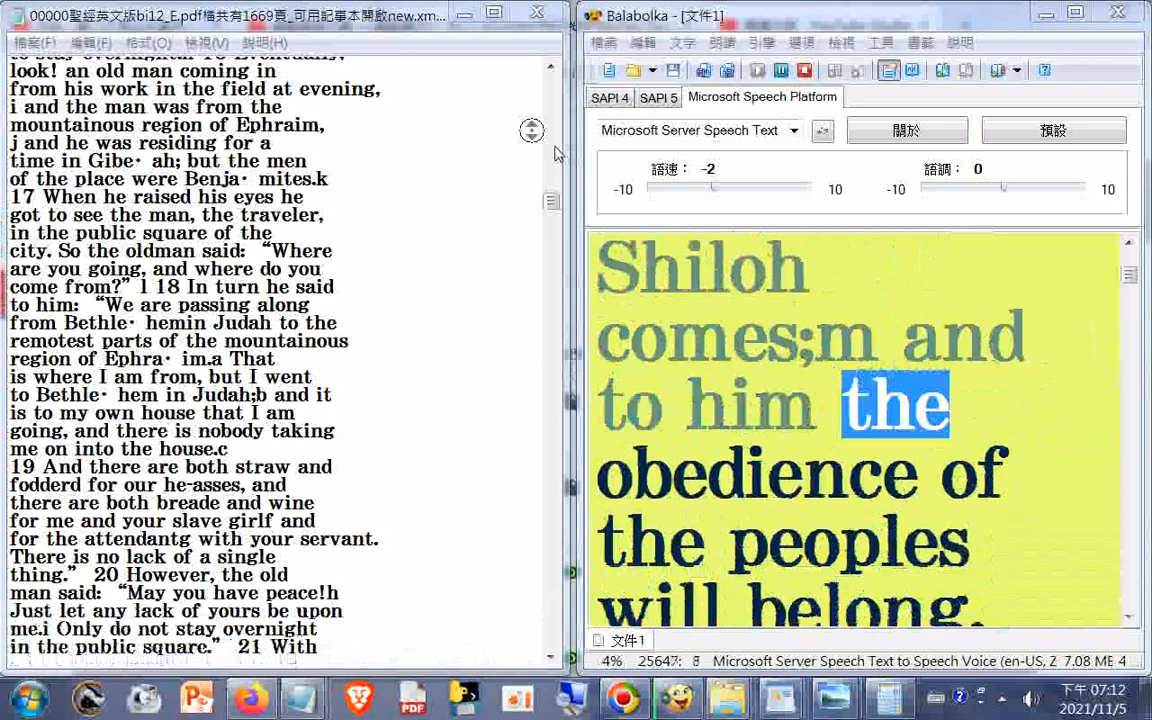 00000聖經英文版bi12_E.pdf檔共有1669頁_可用記事本開啟new.xm...
檔案(F) 編輯(E) 格式(O) 檢視(V) 說明(H)
to stay overnight.h 16 Eventually,
look! an old man coming in
from his work in the field at evening,
i and the man was from the
mountainous region of Ephraim,
j and he was residing for a
time in Gibe· ah; but the men
of the place were Benja· mites.k
17 When he raised his eyes he
got to see the man, the traveler,
in the public square of the
city. So the oldman said: “Where
are you going, and where do you
come from?” l 18 In turn he said
to him: “We are passing along
from Bethle· hemin Judah to the
remotest parts of the mountainous
region of Ephra· im.a That
is where I am from, but I went
to Bethle· hem in Judah;b and it
is to my own house that I am
going, and there is nobody taking
me on into the house.c
19 And there are both straw and
fodderd for our he-asses, and
there are both breade and wine
for me and your slave girlf and
for the attendantg with your servant.
There is no lack of a single
thing.” 20 However, the old
man said: “May you have peace!h
Just let any lack of yours be upon
me.i Only do not stay overnight
in the public square.” 21 With
Balabolka - [文件1]
檔案 編輯 文字 朗讀 引擎 選項 檢視 工具 書籤 說明
SAPI 4 SAPI 5 Microsoft Speech Platform
Microsoft Server Speech Text 關於 預設
語速: -2 語調: 0
-10 10 -10 10
Shiloh
comes;m and
to him the
obedience of
the peoples
will belong.
文件1
4% 25647: 8 Microsoft Server Speech Text to Speech Voice (en-US, Z 7.08 ME 4
下午 07:12
2021/11/5